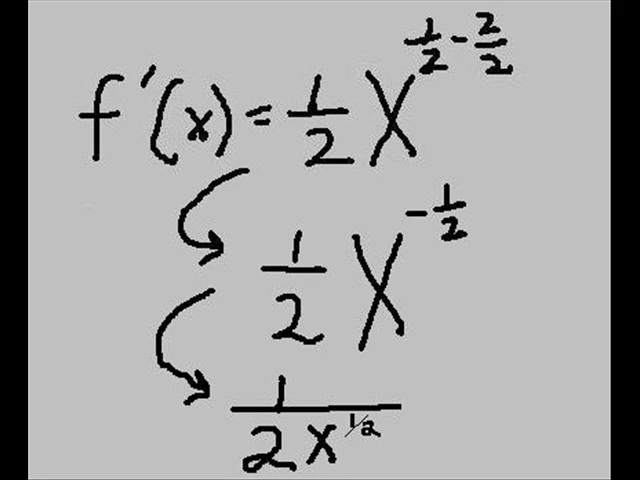 f'(x) = 1/2 X^(1/2 - 2/2)
1/2 X^(-1/2)
1/(2x^(1/2))